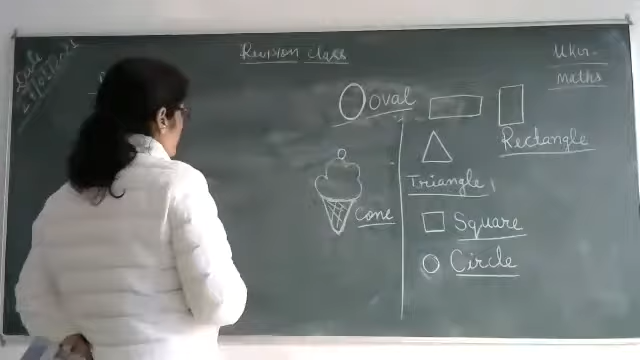 Revision Class
UKG-
maths
Oval
Rectangle
Triangle
Cone
Square
Circle